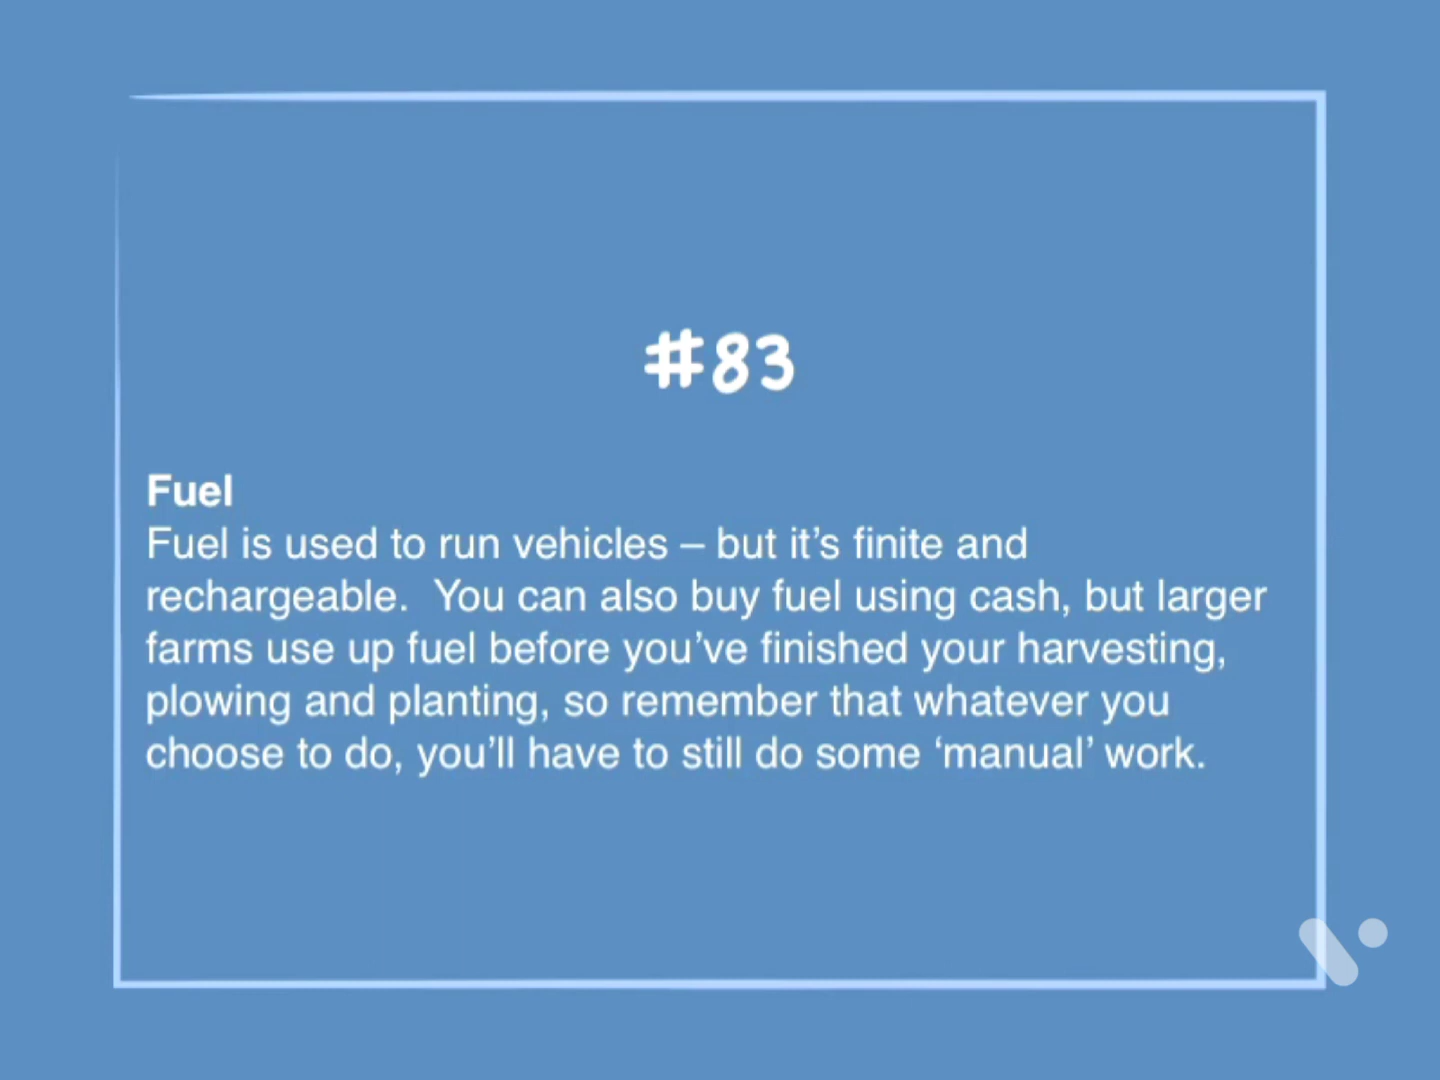 #83
Fuel
Fuel is used to run vehicles – but it’s finite and
rechargeable.  You can also buy fuel using cash, but larger
farms use up fuel before you’ve finished your harvesting,
plowing and planting, so remember that whatever you
choose to do, you’ll have to still do some ‘manual’ work.